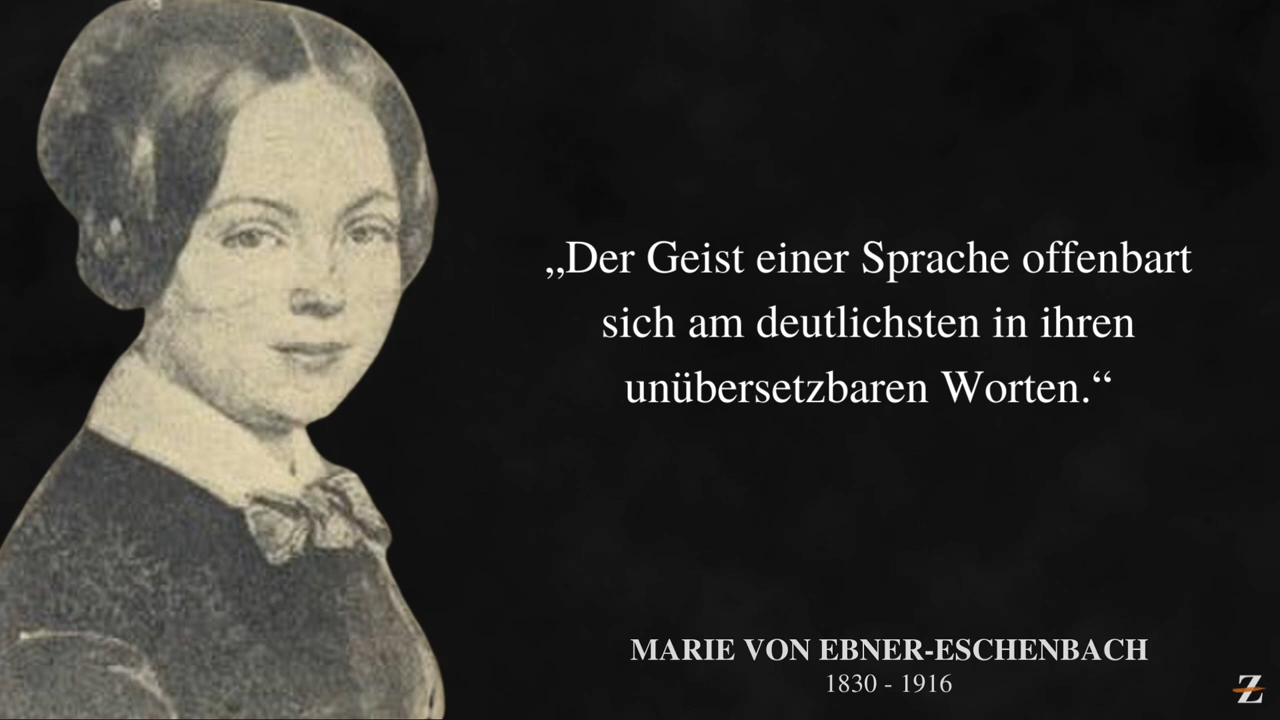 „Der Geist einer Sprache offenbart
sich am deutlichsten in ihren
unübersetzbaren Worten.“
MARIE VON EBNER-ESCHENBACH
1830 - 1916
Z